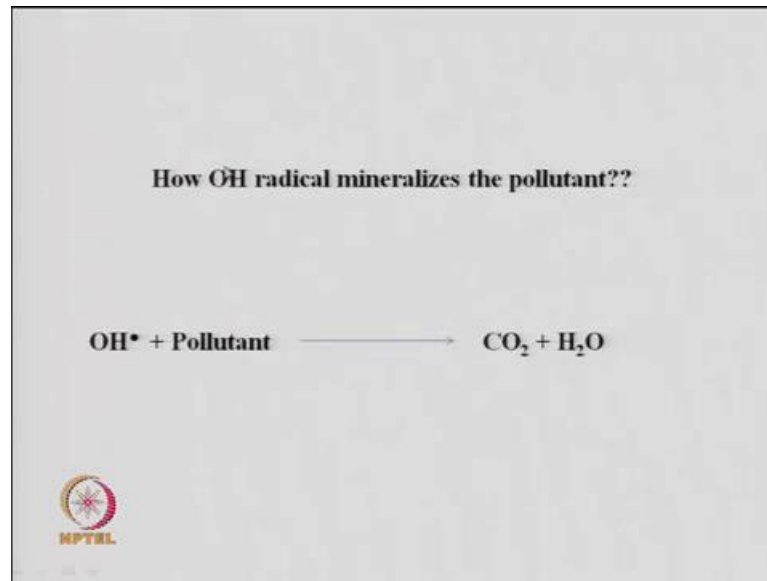 How OH radical mineralizes the pollutant??
OH• + Pollutant ⟶ CO₂ + H₂O
NPTEL